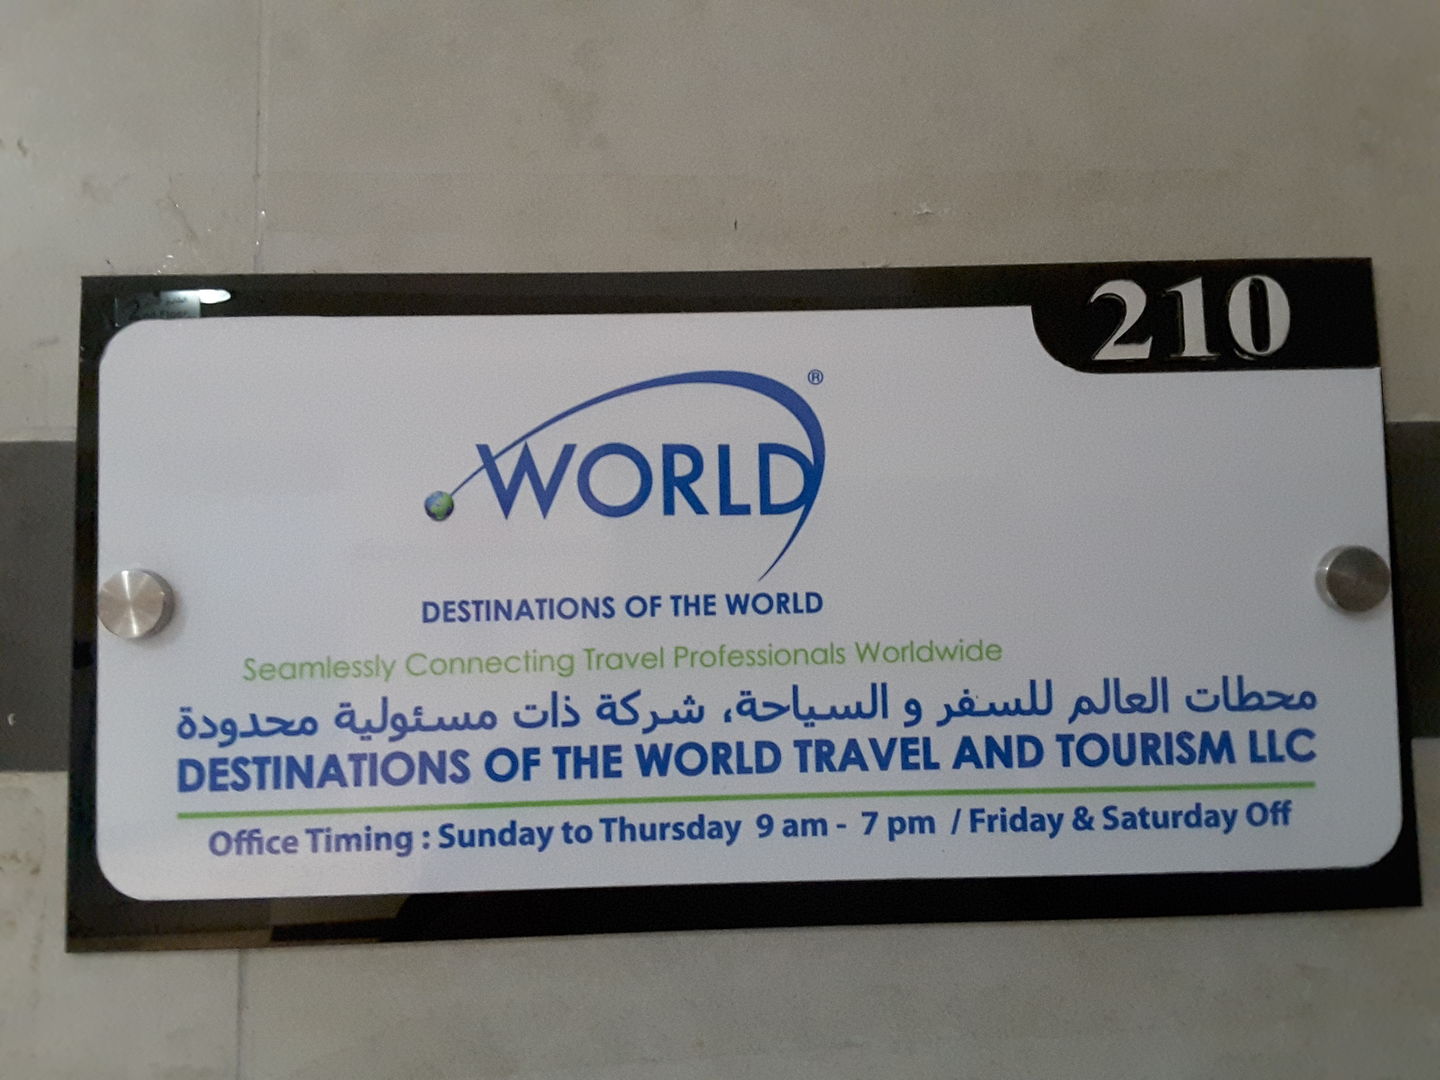 210
WORLD®
DESTINATIONS OF THE WORLD
Seamlessly Connecting Travel Professionals Worldwide
محطات العالم للسفر و السياحة، شركة ذات مسئولية محدودة
DESTINATIONS OF THE WORLD TRAVEL AND TOURISM LLC
Office Timing : Sunday to Thursday 9 am - 7 pm / Friday & Saturday Off